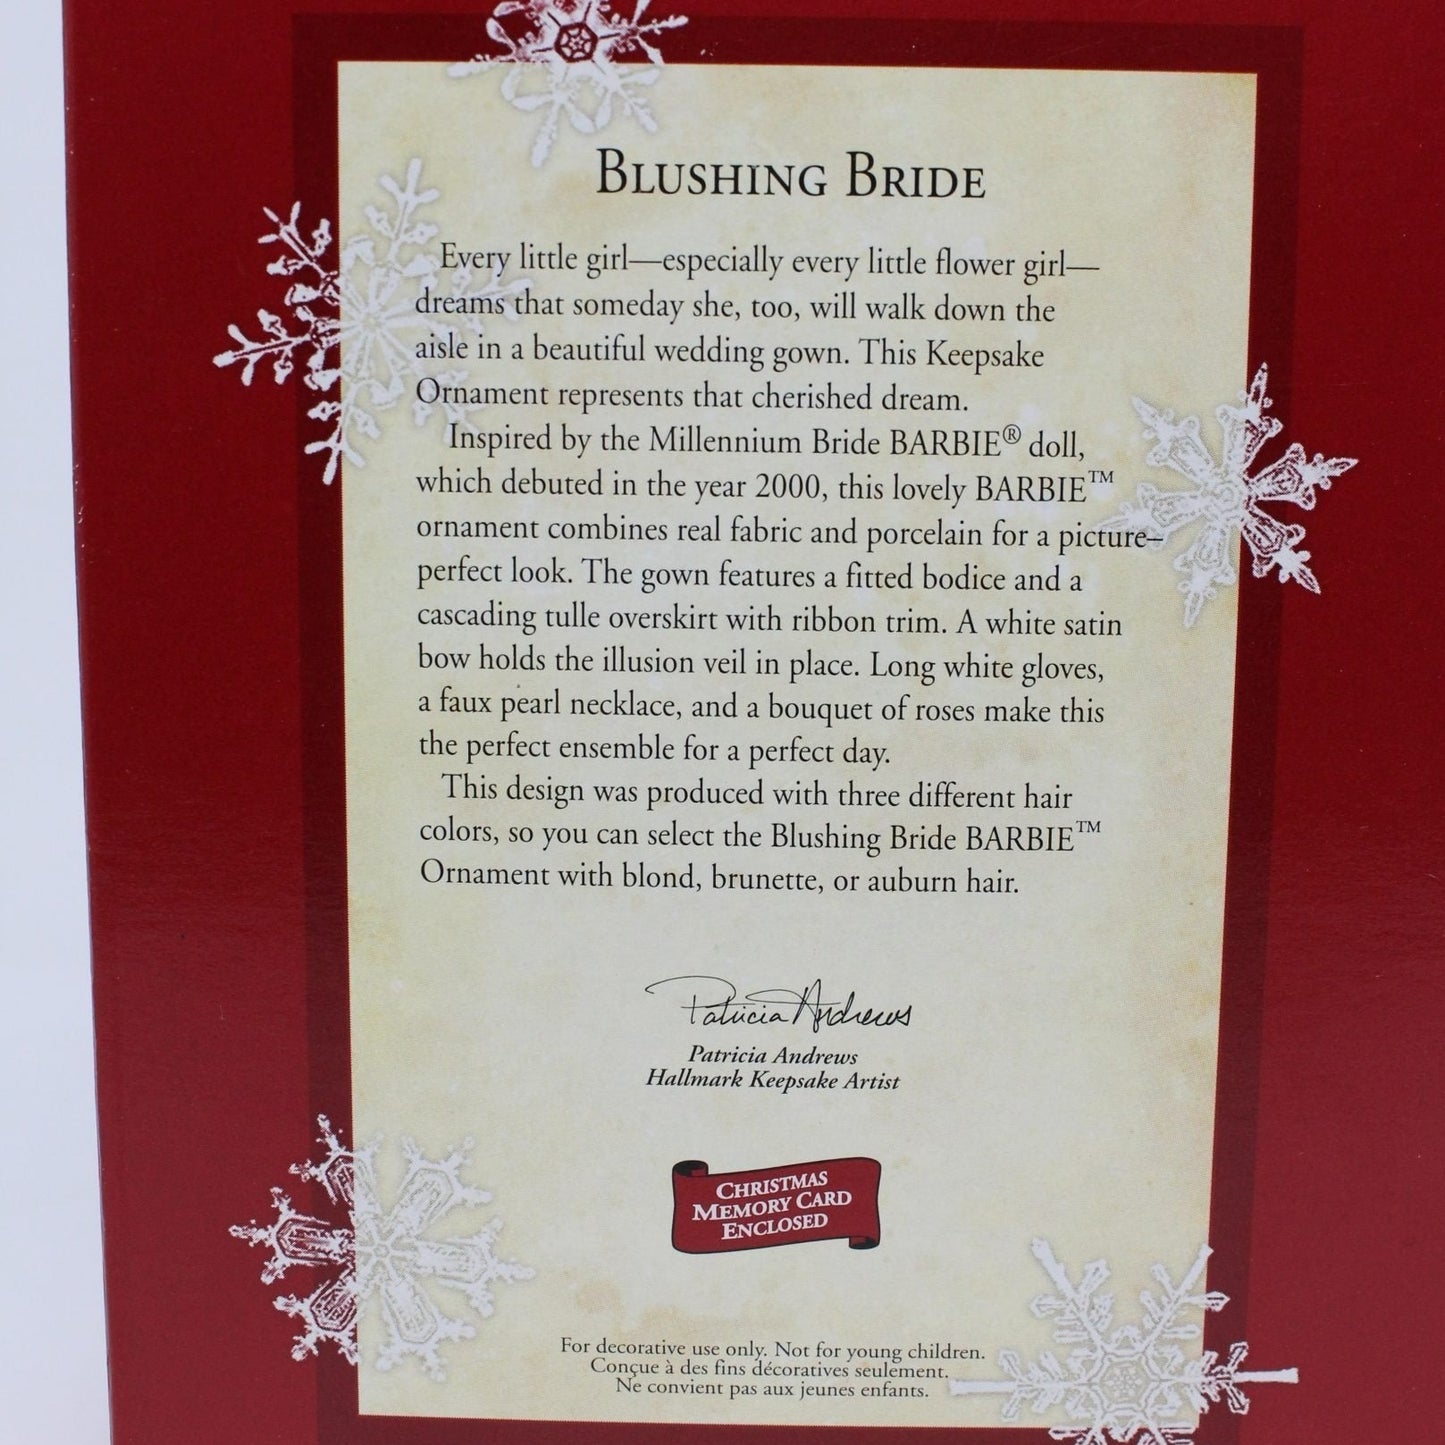 BLUSHING BRIDE
Every little girl—especially every little flower girl—
dreams that someday she, too, will walk down the
aisle in a beautiful wedding gown. This Keepsake
Ornament represents that cherished dream.
Inspired by the Millennium Bride BARBIE® doll,
which debuted in the year 2000, this lovely BARBIE™
ornament combines real fabric and porcelain for a picture–
perfect look. The gown features a fitted bodice and a
cascading tulle overskirt with ribbon trim. A white satin
bow holds the illusion veil in place. Long white gloves,
a faux pearl necklace, and a bouquet of roses make this
the perfect ensemble for a perfect day.
This design was produced with three different hair
colors, so you can select the Blushing Bride BARBIE™
Ornament with blond, brunette, or auburn hair.
Patricia Andrews
Patricia Andrews
Hallmark Keepsake Artist
CHRISTMAS
MEMORY CARD
ENCLOSED
For decorative use only. Not for young children.
Conçue à des fins décoratives seulement.
Ne convient pas aux jeunes enfants.